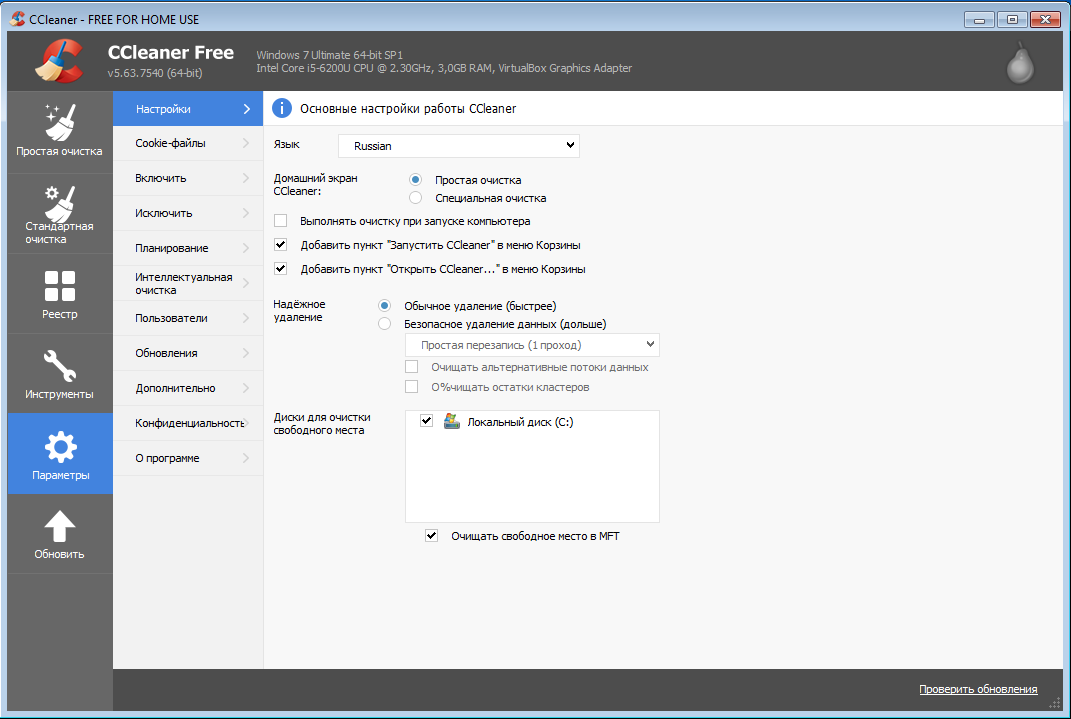 CCleaner - FREE FOR HOME USE
CCleaner Free
v5.63.7540 (64-bit)
Windows 7 Ultimate 64-bit SP1
Intel Core i5-6200U CPU @ 2.30GHz, 3,0GB RAM, VirtualBox Graphics Adapter
Простая очистка
Стандартная
очистка
Реестр
Инструменты
Параметры
Обновить
Настройки
Cookie-файлы
Включить
Исключить
Планирование
Интеллектуальная
очистка
Пользователи
Обновления
Дополнительно
Конфиденциальность
О программе
Основные настройки работы CCleaner
Язык
Russian
Домашний экран
CCleaner:
Простая очистка
Специальная очистка
Выполнять очистку при запуске компьютера
Добавить пункт "Запустить CCleaner" в меню Корзины
Добавить пункт "Открыть CCleaner..." в меню Корзины
Надёжное
удаление
Обычное удаление (быстрее)
Безопасное удаление данных (дольше)
Простая перезапись (1 проход)
Очищать альтернативные потоки данных
О%чищать остатки кластеров
Диски для очистки
свободного места
Локальный диск (C:)
Очищать свободное место в MFT
Проверить обновления